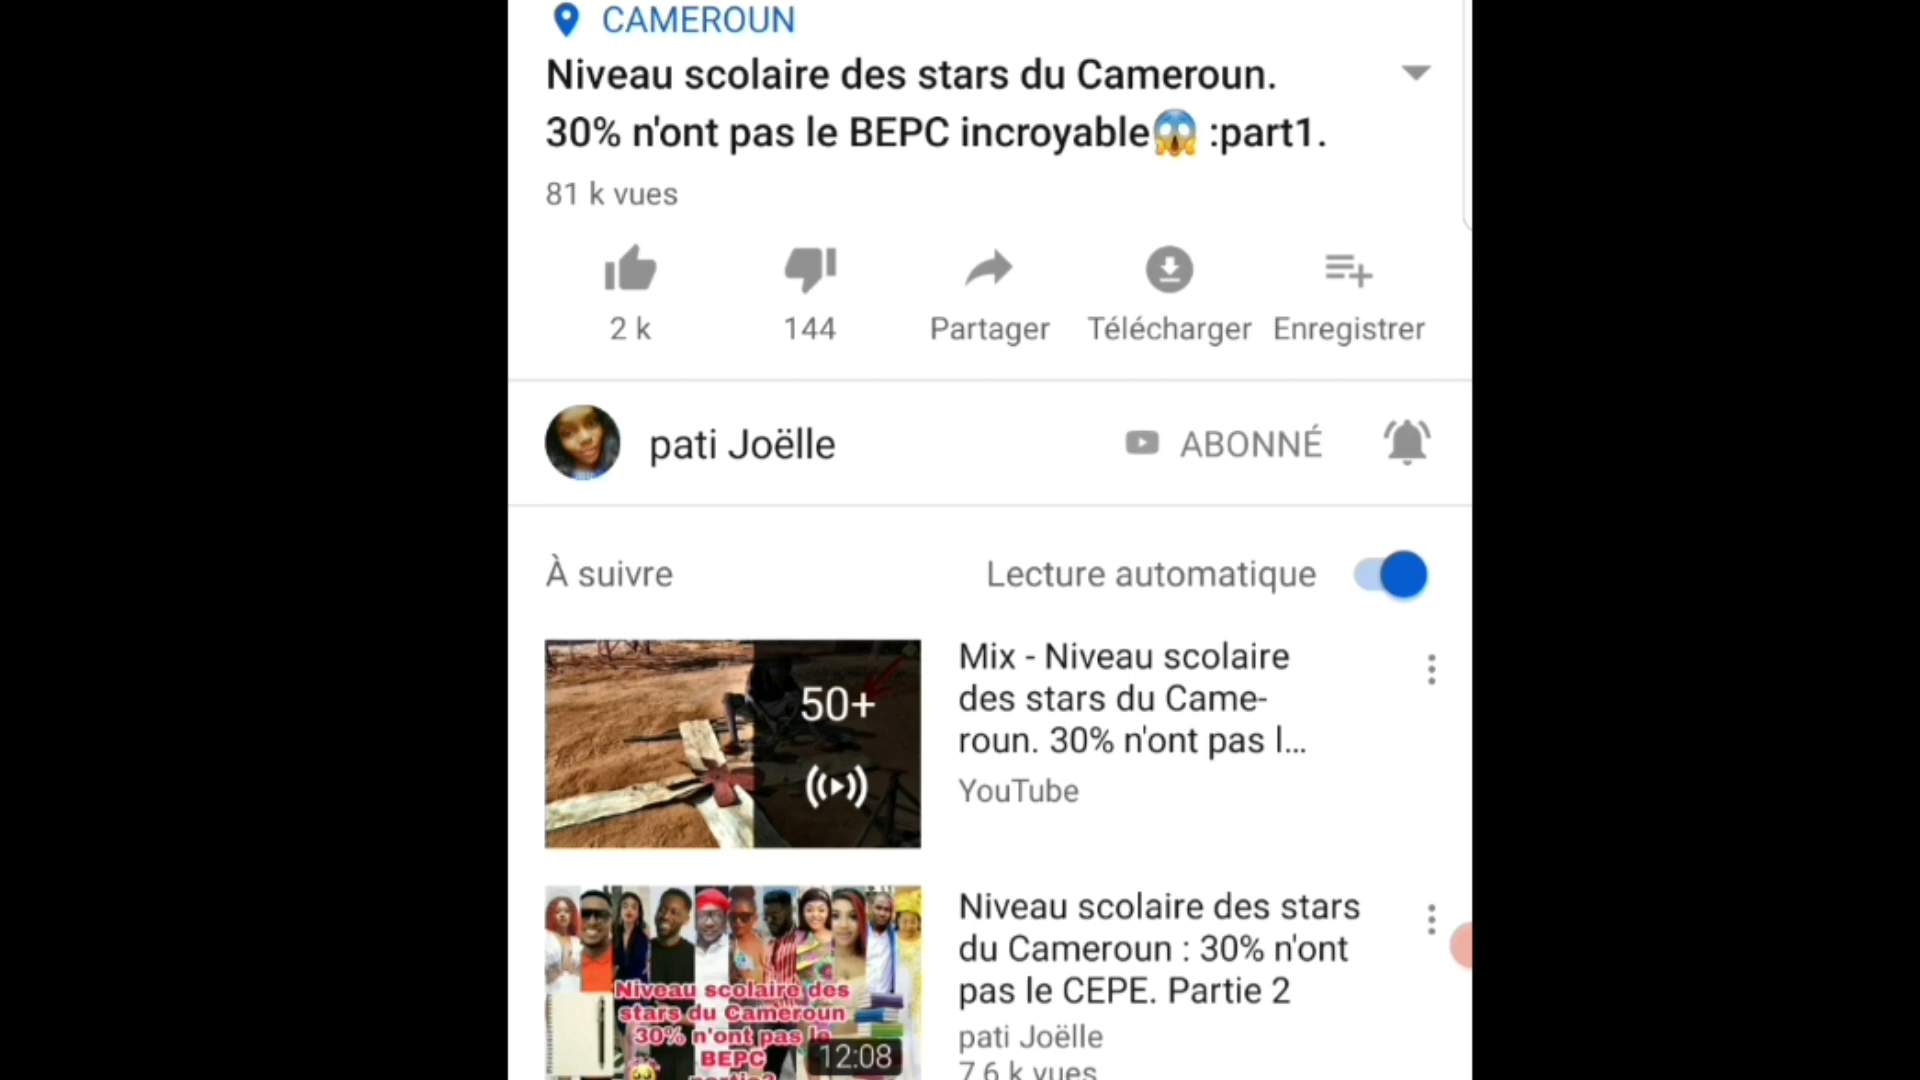 CAMEROUN
Niveau scolaire des stars du Cameroun.
30% n'ont pas le BEPC incroyable😱 :part1.
81 k vues
2 k
144
Partager
Télécharger
Enregistrer
pati Joëlle
ABONNÉ
À suivre
Lecture automatique
50+
Mix - Niveau scolaire
des stars du Came-
roun. 30% n'ont pas l...
YouTube
Niveau scolaire des
stars du Cameroun
30% n'ont pas le
BEPC
12:08
Niveau scolaire des stars
du Cameroun : 30% n'ont
pas le CEPE. Partie 2
pati Joëlle
7,6 k vues